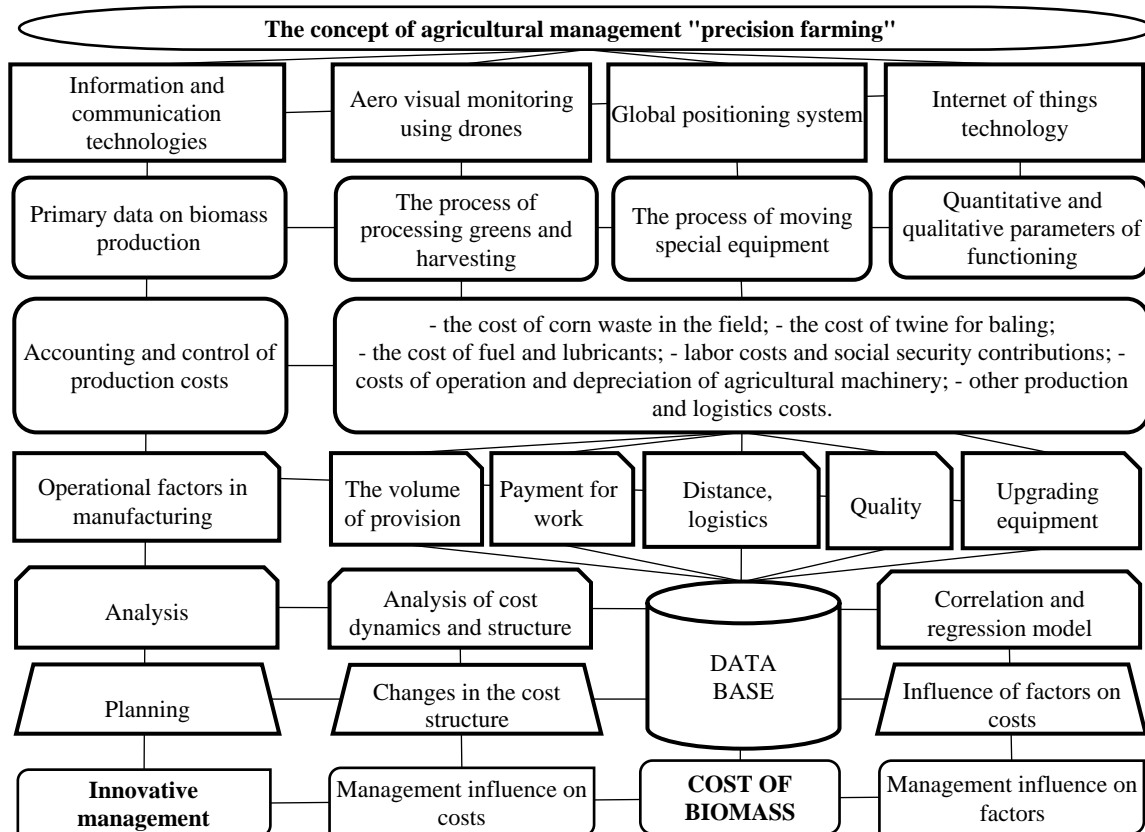 The concept of agricultural management "precision farming"
Information and
communication
technologies
Aero visual monitoring
using drones
Global positioning system
Internet of things
technology
Primary data on biomass
production
The process of
processing greens and
harvesting
The process of moving
special equipment
Quantitative and
qualitative parameters of
functioning
Accounting and control of
production costs
- the cost of corn waste in the field; - the cost of twine for baling;
- the cost of fuel and lubricants; - labor costs and social security contributions; -
costs of operation and depreciation of agricultural machinery; - other production
and logistics costs.
Operational factors in
manufacturing
The volume
of provision
Payment for
work
Distance,
logistics
Quality
Upgrading
equipment
Analysis
Analysis of cost
dynamics and structure
DATA
BASE
Correlation and
regression model
Planning
Changes in the cost
structure
Influence of factors on
costs
Innovative
management
Management influence on
costs
COST OF
BIOMASS
Management influence on
factors